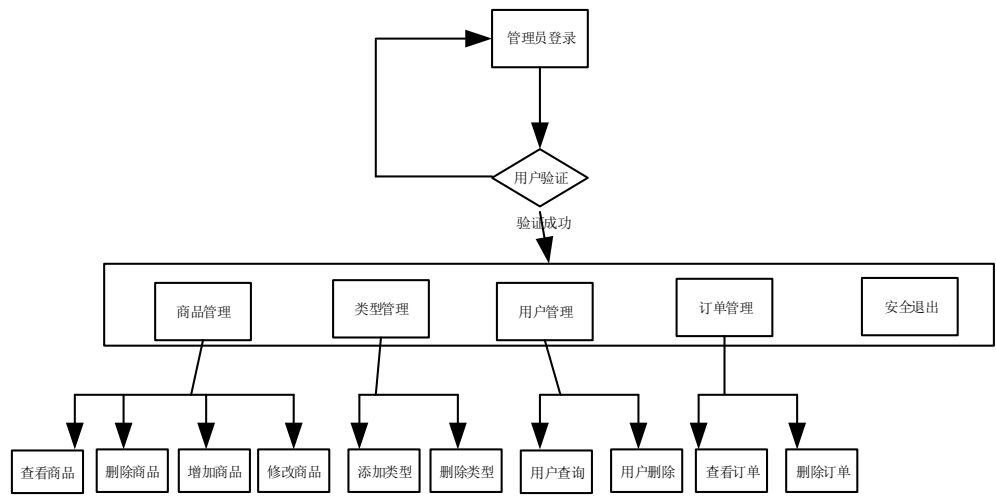 管理员登录
用户验证
验证成功
商品管理
类型管理
用户管理
订单管理
安全退出
查看商品
删除商品
增加商品
修改商品
添加类型
删除类型
用户查询
用户删除
查看订单
删除订单